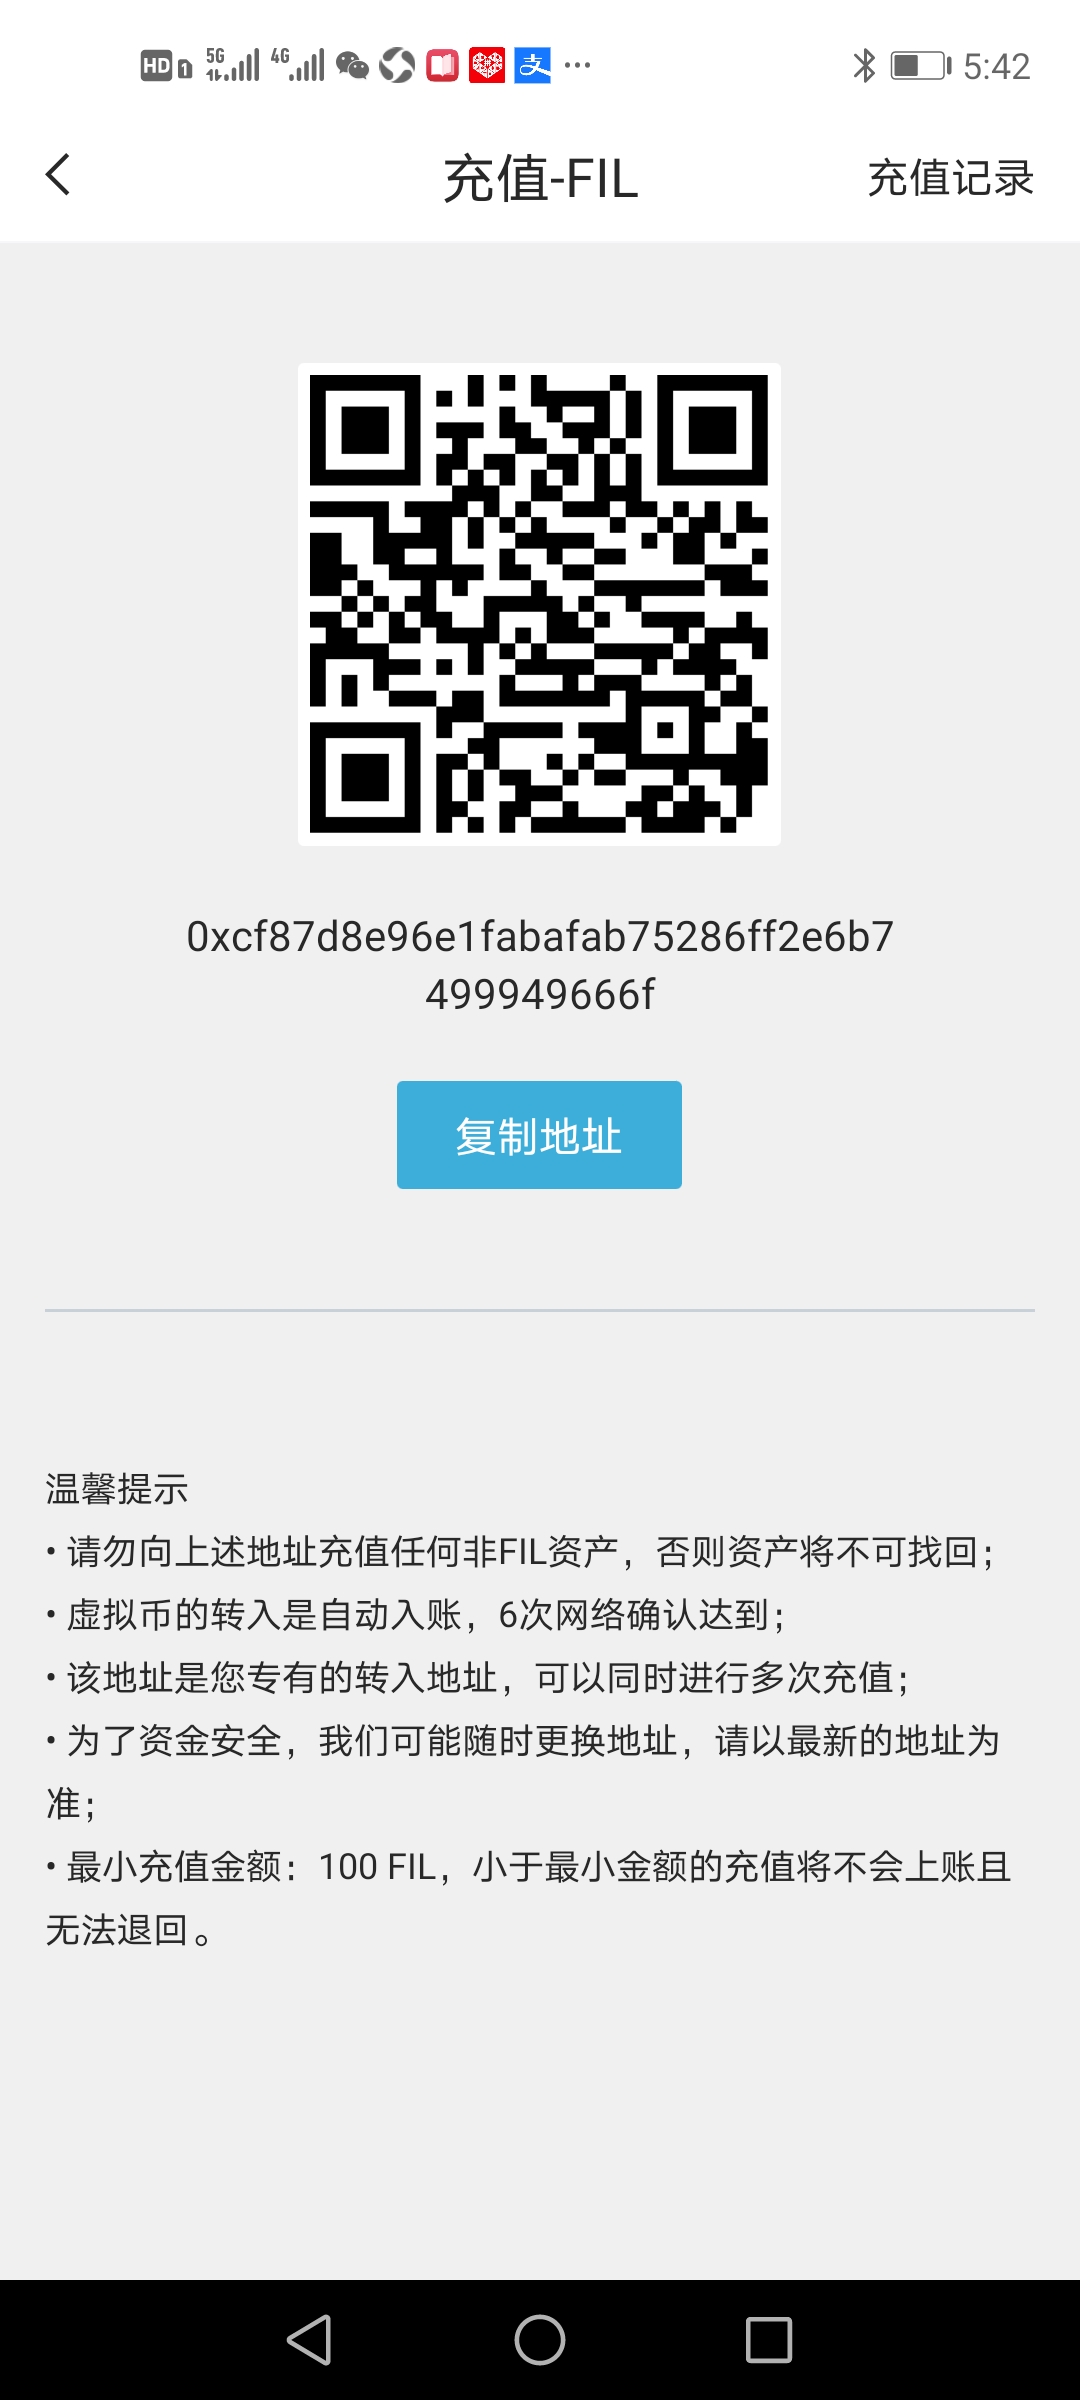 HD 1 5G 4G 支 ... 5:42
充值-FIL 充值记录
0xcf87d8e96e1fabafab75286ff2e6b7
499949666f
复制地址
温馨提示
• 请勿向上述地址充值任何非FIL资产，否则资产将不可找回；
• 虚拟币的转入是自动入账，6次网络确认达到；
• 该地址是您专有的转入地址，可以同时进行多次充值；
• 为了资金安全，我们可能随时更换地址，请以最新的地址为
准；
• 最小充值金额：100 FIL，小于最小金额的充值将不会上账且
无法退回。